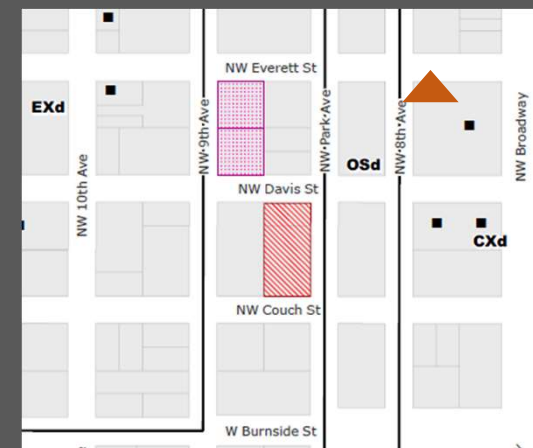 NW Everett St
EXd
NW 10th Ave
NW 9th Ave
NW Park Ave
NW 8th Ave
NW Broadway
OSd
NW Davis St
CXd
NW Couch St
W Burnside St